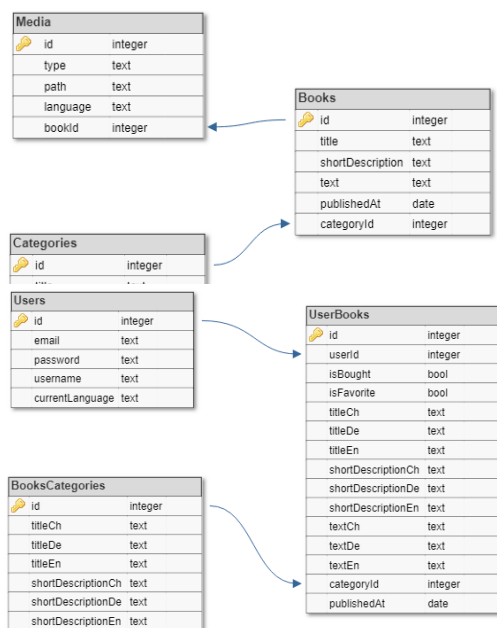 Media
id integer
type text
path text
language text
bookId integer
Books
id integer
title text
shortDescription text
text text
publishedAt date
categoryId integer
Categories
id integer
Users
id integer
email text
password text
username text
currentLanguage text
UserBooks
id integer
userId integer
isBought bool
isFavorite bool
titleCh text
titleDe text
titleEn text
shortDescriptionCh text
shortDescriptionDe text
shortDescriptionEn text
textCh text
textDe text
textEn text
categoryId integer
publishedAt date
BooksCategories
id integer
titleCh text
titleDe text
titleEn text
shortDescriptionCh text
shortDescriptionDe text
shortDescriptionEn text